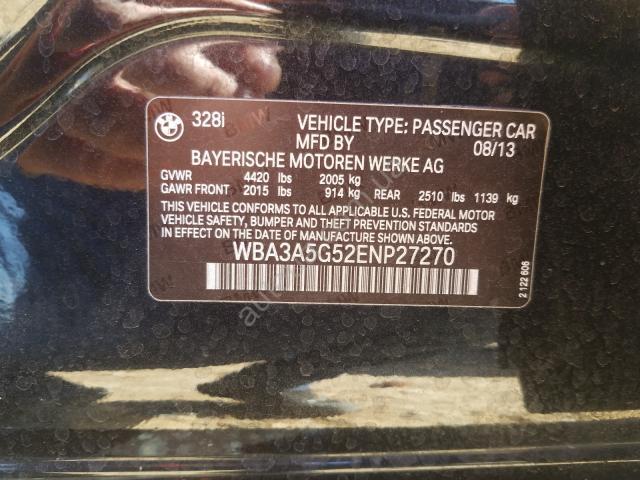 328i VEHICLE TYPE: PASSENGER CAR
MFD BY 08/13
BAYERISCHE MOTOREN WERKE AG
GVWR 4420 lbs 2005 kg
GAWR FRONT 2015 lbs 914 kg REAR 2510 lbs 1139 kg
THIS VEHICLE CONFORMS TO ALL APPLICABLE U.S. FEDERAL MOTOR
VEHICLE SAFETY, BUMPER AND THEFT PREVENTION STANDARDS
IN EFFECT ON THE DATE OF MANUFACTURE SHOWN ABOVE.
WBA3A5G52ENP27270
2 122 606